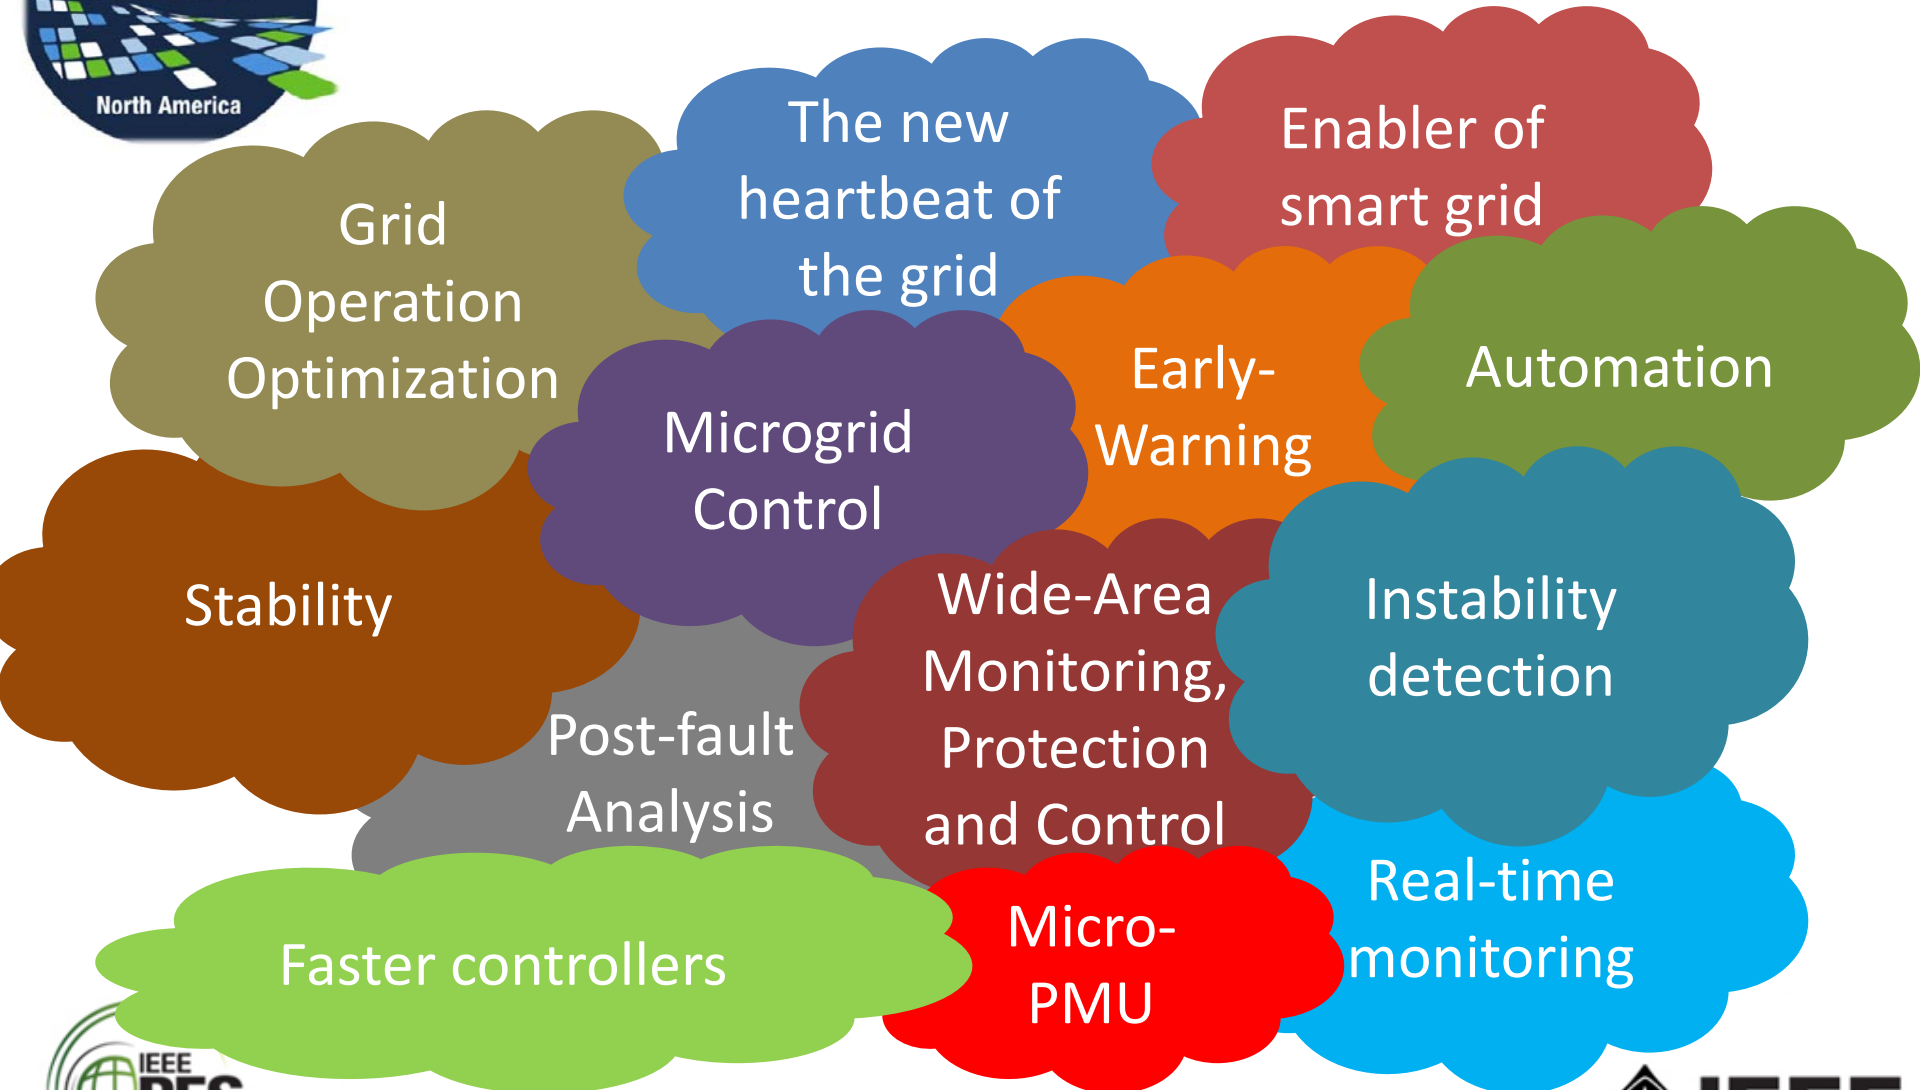 North America
The new
heartbeat of
the grid
Enabler of
smart grid
Grid
Operation
Optimization
Early-
Warning
Automation
Microgrid
Control
Stability
Wide-Area
Monitoring,
Protection
and Control
Instability
detection
Post-fault
Analysis
Real-time
monitoring
Faster controllers
Micro-
PMU
IEEE
PES
IEEE